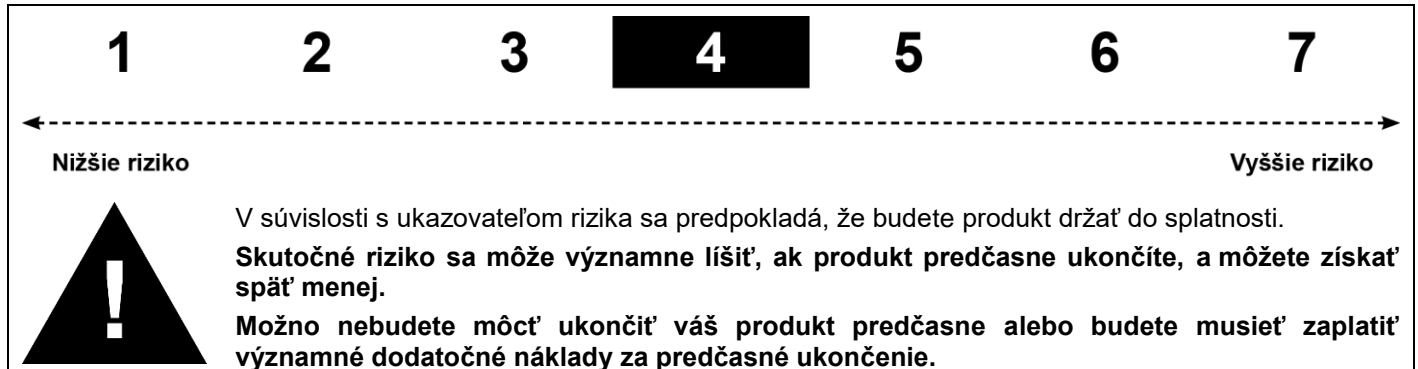 1 2 3 4 5 6 7
Nižšie riziko Vyššie riziko
!
V súvislosti s ukazovateľom rizika sa predpokladá, že budete produkt držať do splatnosti.
Skutočné riziko sa môže významne líšiť, ak produkt predčasne ukončíte, a môžete získať
späť menej.
Možno nebudete môcť ukončiť váš produkt predčasne alebo budete musieť zaplatiť
významné dodatočné náklady za predčasné ukončenie.